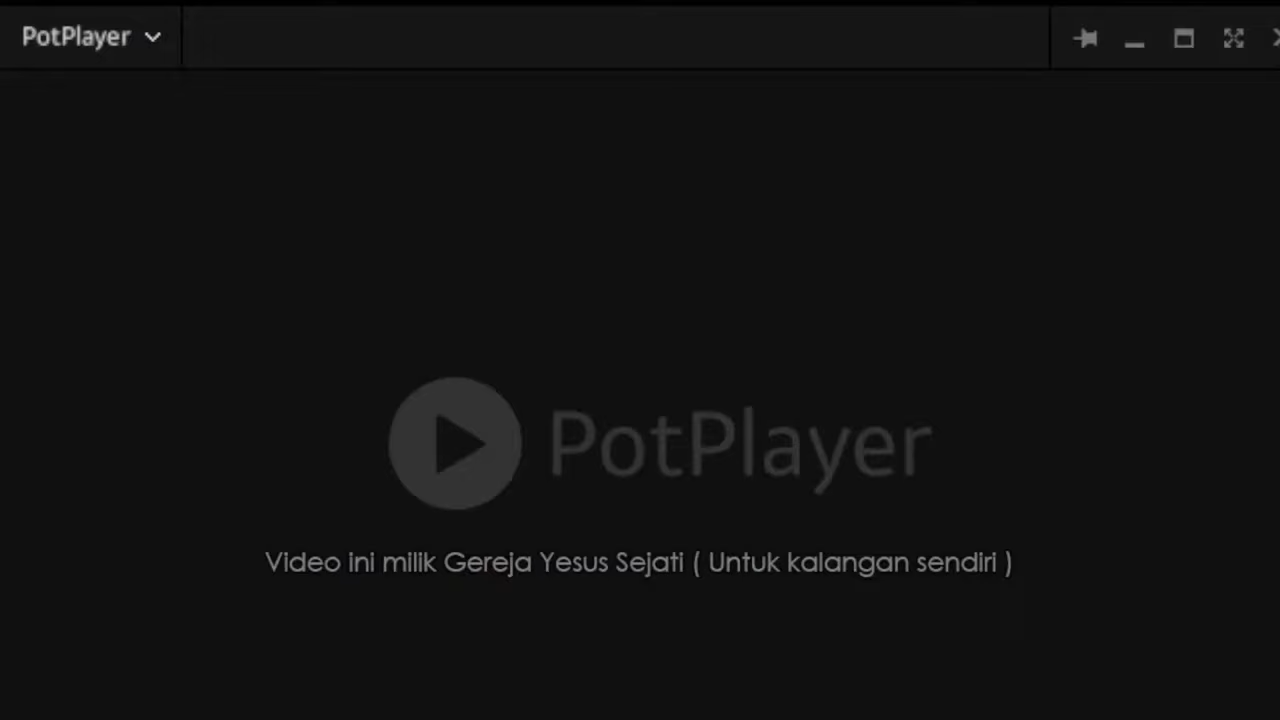 PotPlayer
PotPlayer
Video ini milik Gereja Yesus Sejati ( Untuk kalangan sendiri )